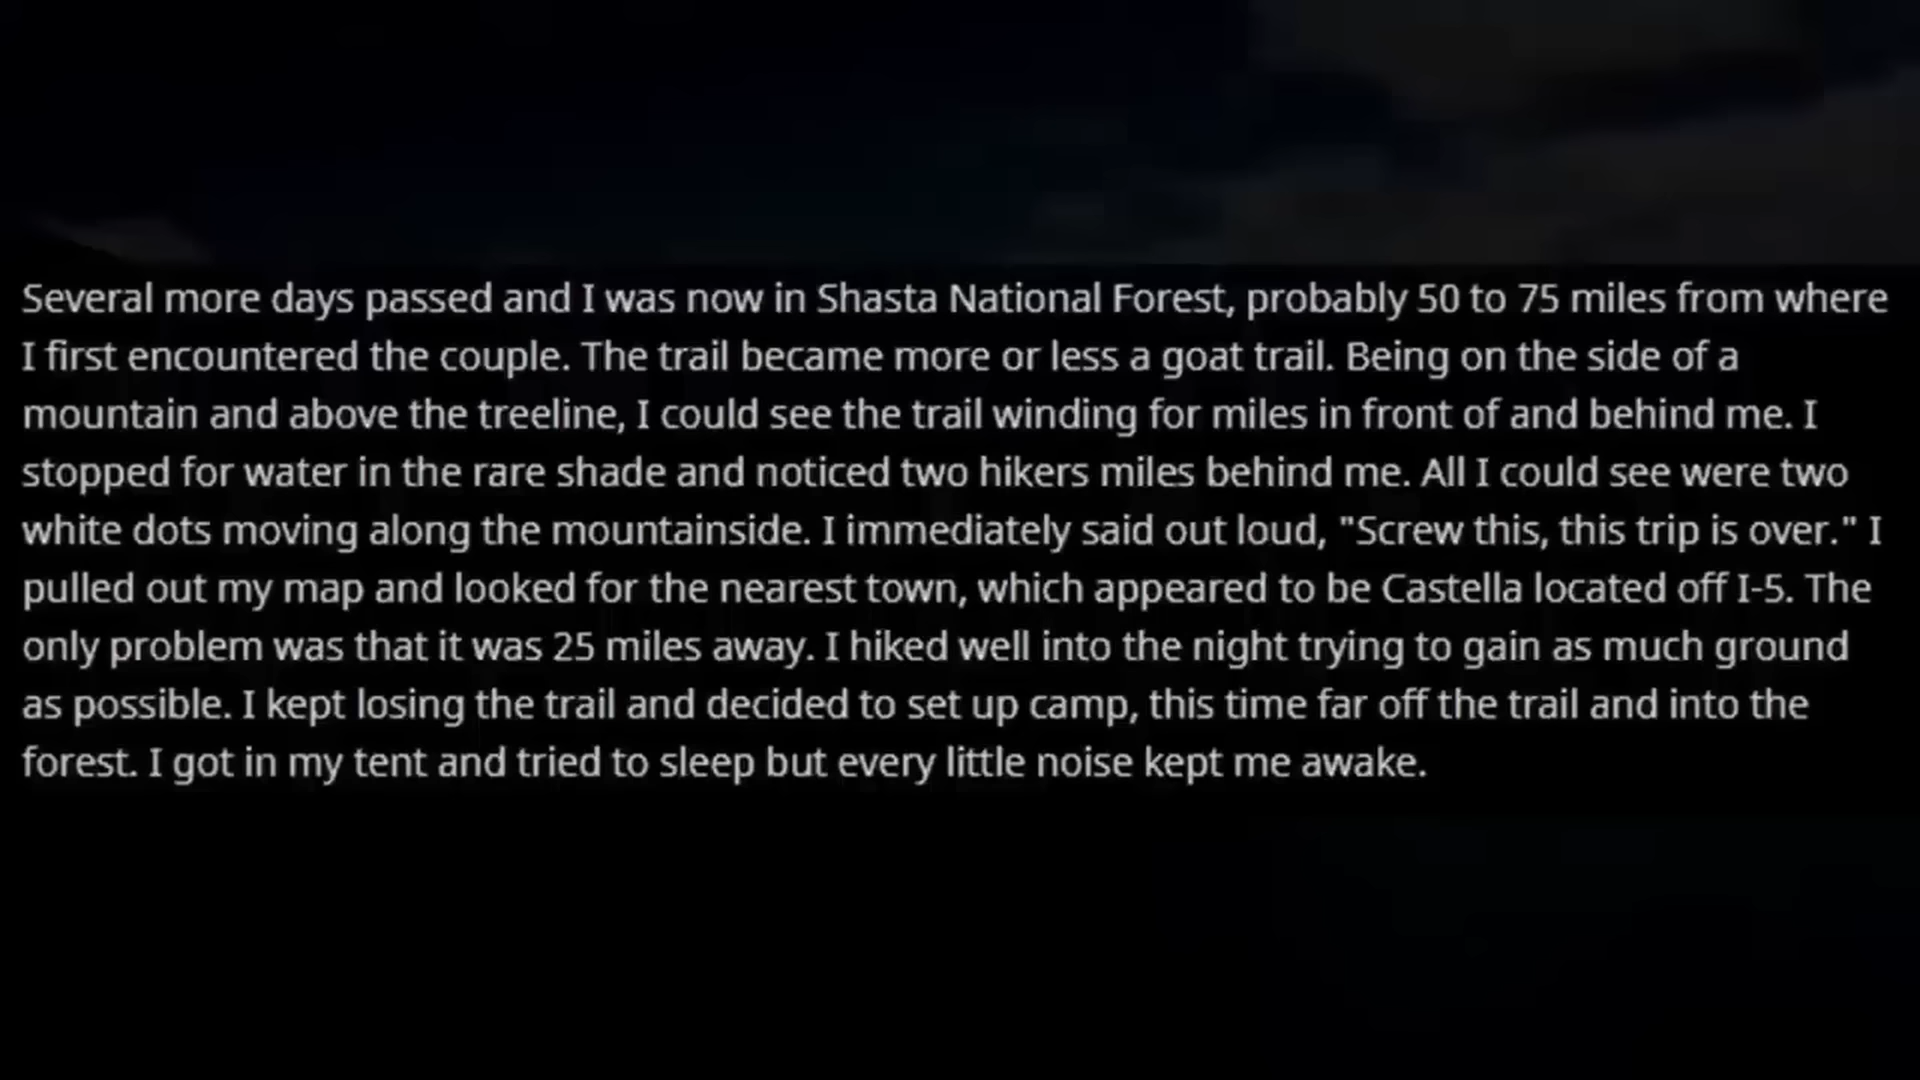 Several more days passed and I was now in Shasta National Forest, probably 50 to 75 miles from where
I first encountered the couple. The trail became more or less a goat trail. Being on the side of a
mountain and above the treeline, I could see the trail winding for miles in front of and behind me. I
stopped for water in the rare shade and noticed two hikers miles behind me. All I could see were two
white dots moving along the mountainside. I immediately said out loud, "Screw this, this trip is over." I
pulled out my map and looked for the nearest town, which appeared to be Castella located off I-5. The
only problem was that it was 25 miles away. I hiked well into the night trying to gain as much ground
as possible. I kept losing the trail and decided to set up camp, this time far off the trail and into the
forest. I got in my tent and tried to sleep but every little noise kept me awake.